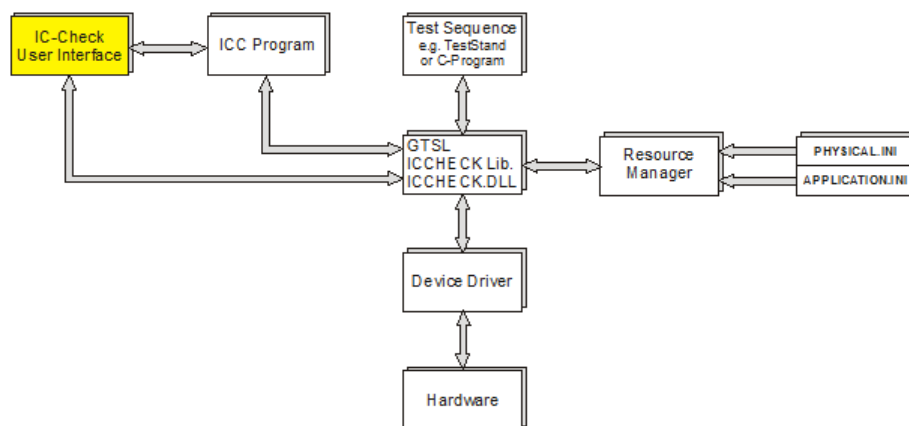 IC-Check
User Interface
ICC Program
Test Sequence
e.g. TestStand
or C-Program
GTSL
ICCHECK Lib.
ICCHECK.DLL
Resource
Manager
PHYSICAL.INI
APPLICATION.INI
Device Driver
Hardware